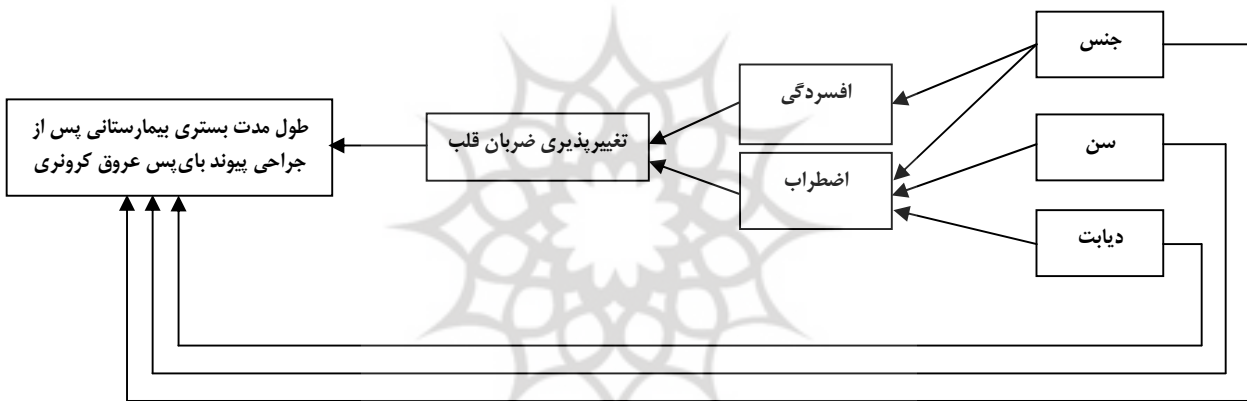 جنس
افسردگی
سن
تغییرپذیری ضربان قلب
طول مدت بستری بیمارستانی پس از
جراحی پیوند بای‌پس عروق کرونری
اضطراب
دیابت